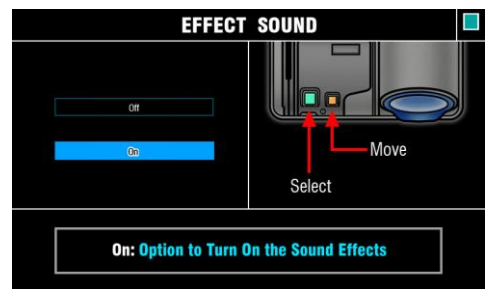 EFFECT SOUND
Off
On
Move
Select
On: Option to Turn On the Sound Effects